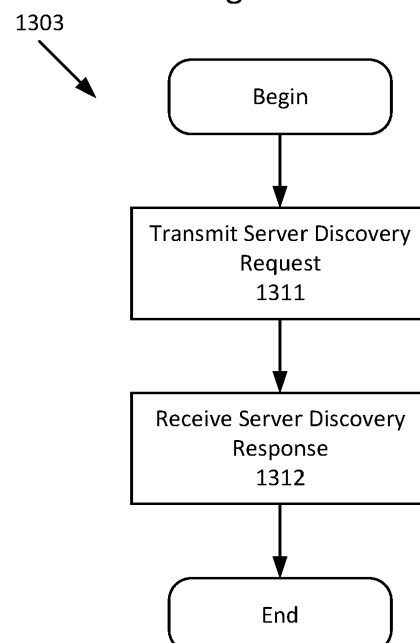 1303
Begin
Transmit Server Discovery
Request
1311
Receive Server Discovery
Response
1312
End